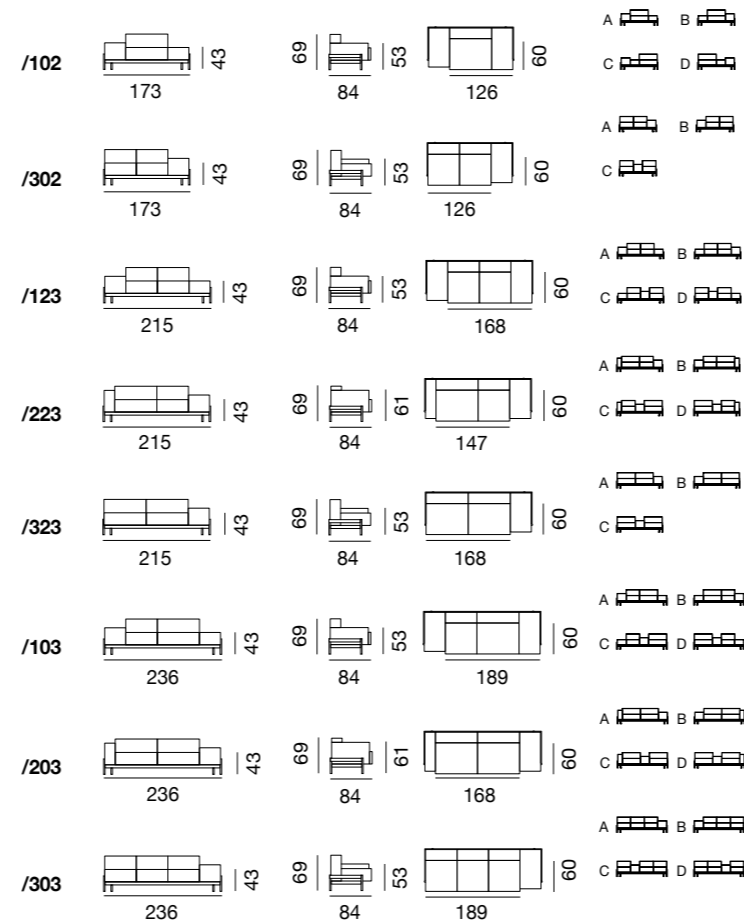 A B
/102 43 69 53 60
C D
173 84 126
A B
/302 43 69 53 60
C
173 84 126
A B
/123 43 69 53 60
C D
215 84 168
A B
/223 43 69 61 60
C D
215 84 147
A B
/323 43 69 53 60
C
215 84 168
A B
/103 43 69 53 60
C D
236 84 189
A B
/203 43 69 61 60
C D
236 84 168
A B
/303 43 69 53 60
C D
236 84 189